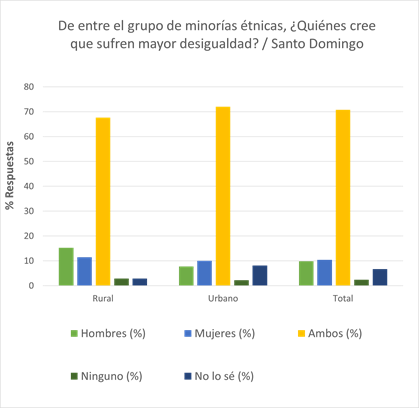 De entre el grupo de minorías étnicas, ¿Quiénes cree
que sufren mayor desigualdad? / Santo Domingo
% Respuestas
80
70
60
50
40
30
20
10
0
Rural Urbano Total
Hombres (%) Mujeres (%) Ambos (%)
Ninguno (%) No lo sé (%)